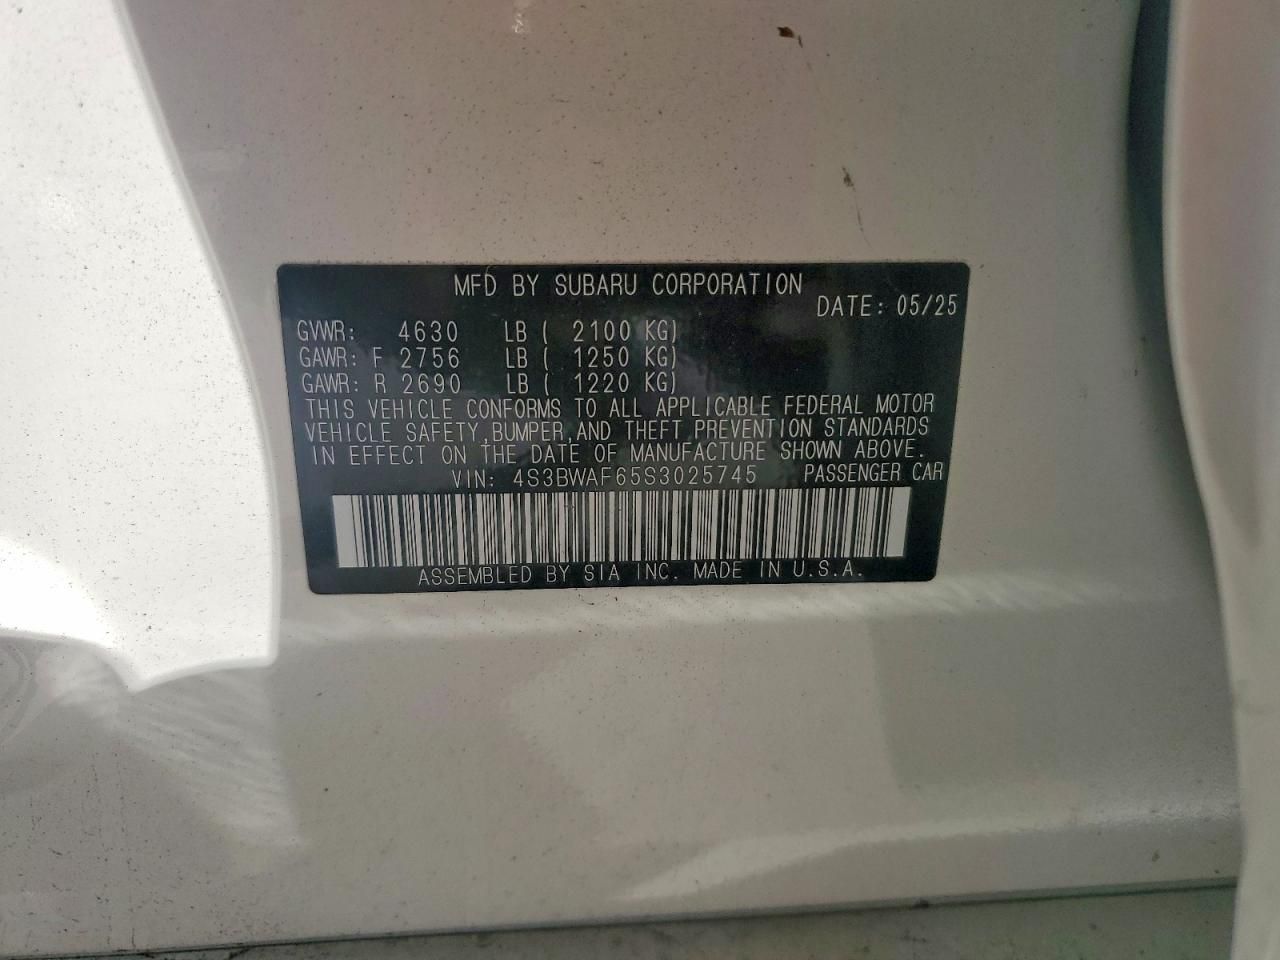 MFD BY SUBARU CORPORATION
DATE: 05/25
GVWR: 4630 LB ( 2100 KG)
GAWR: F 2756 LB ( 1250 KG)
GAWR: R 2690 LB ( 1220 KG)
THIS VEHICLE CONFORMS TO ALL APPLICABLE FEDERAL MOTOR
VEHICLE SAFETY,BUMPER,AND THEFT PREVENTION STANDARDS
IN EFFECT ON THE DATE OF MANUFACTURE SHOWN ABOVE.
VIN: 4S3BWAF65S3025745 PASSENGER CAR
ASSEMBLED BY SIA INC. MADE IN U.S.A.